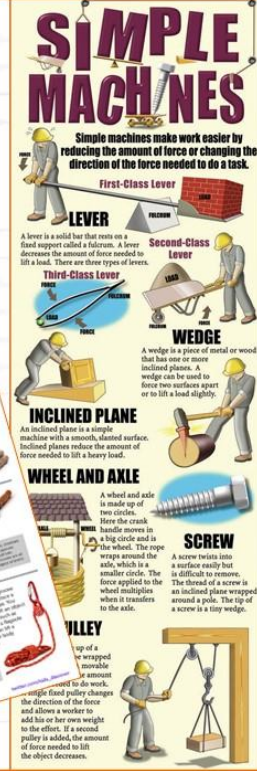 SIMPLE
MACHINES
Simple machines make work easier by
reducing the amount of force or changing the
direction of the force needed to do a task.
FORCE
First-Class Lever
LOAD
FULCRUM
LEVER
A lever is a solid bar that rests on a
fixed support called a fulcrum. A lever
decreases the amount of force needed to
lift a load. There are three types of levers.
Second-Class
Lever
LOAD
FULCRUM
FORCE
Third-Class Lever
FORCE
FULCRUM
LOAD
FORCE
WEDGE
A wedge is a piece of metal or wood
that has one or more
inclined planes. A
wedge can be used to
force two surfaces apart
or to lift a load slightly.
INCLINED PLANE
An inclined plane is a simple
machine with a smooth, slanted surface.
Inclined planes reduce the amount of
force needed to lift a heavy load.
WHEEL AND AXLE
WHEEL
A wheel and axle
is made up of
two circles.
Here the crank
handle moves in
a big circle and is
the wheel. The rope
wraps around the
axle, which is a
smaller circle. The
force applied to the
wheel multiplies
when it transfers
to the axle.
SCREW
A screw twists into
a surface easily but
is difficult to remove.
The thread of a screw is
an inclined plane wrapped
around a pole. The tip of
a screw is a tiny wedge.
ULLEY
up of a
be wrapped
movable
e amount
to do work.
single fixed pulley changes
the direction of the force
and allows a worker to
add his or her own weight
to the effort. If a second
pulley is added, the amount
of force needed to lift
the object decreases.